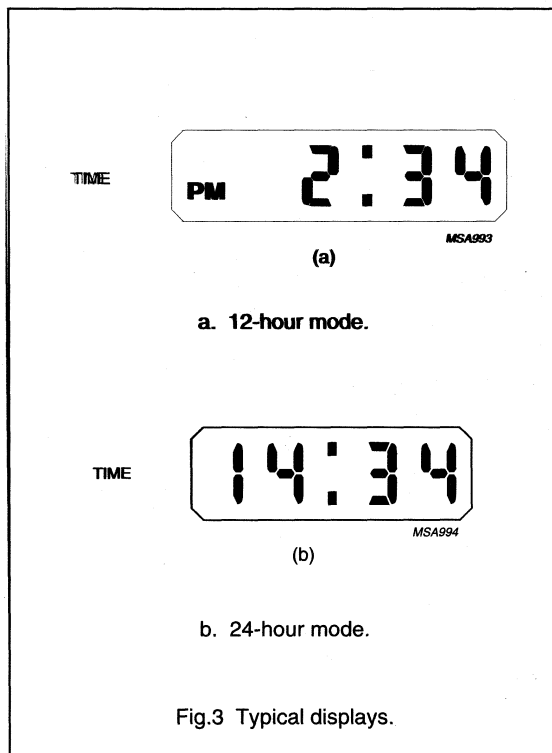 TIME
PM 2:34
MSA993
(a)
a. 12-hour mode.
TIME
14:34
MSA994
(b)
b. 24-hour mode.
Fig.3 Typical displays.